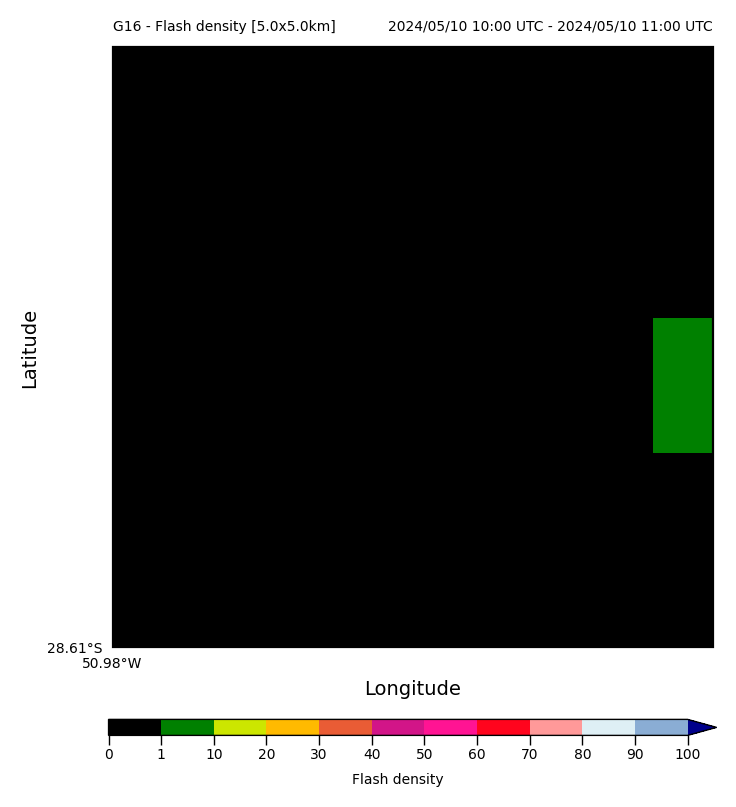 G16 - Flash density [5.0x5.0km] 2024/05/10 10:00 UTC - 2024/05/10 11:00 UTC
Latitude
28.61°S
50.98°W
Longitude
0 1 10 20 30 40 50 60 70 80 90 100
Flash density